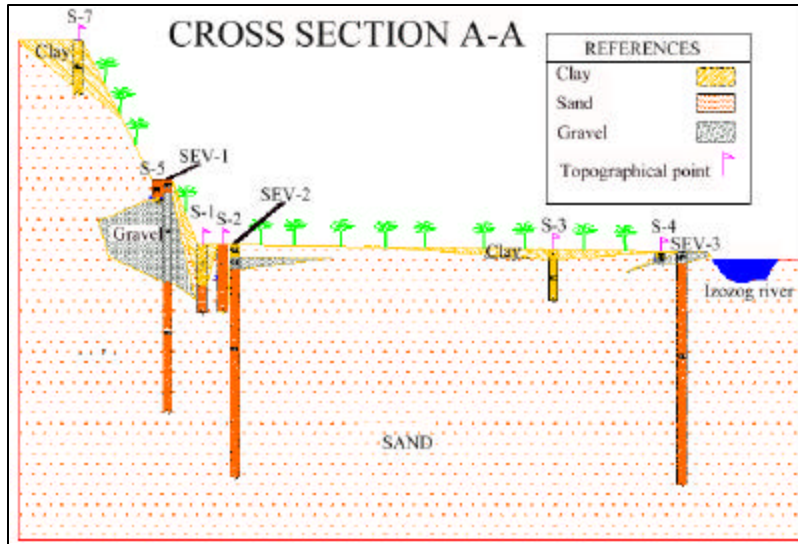 S-7
CROSS SECTION A-A
REFERENCES
Clay
Clay
Sand
Gravel
Topographical point
SEV-1
S-5
SEV-2
S-1
S-2
S-3
S-4
Gravel
SEV-3
Clay
Izozog river
SAND